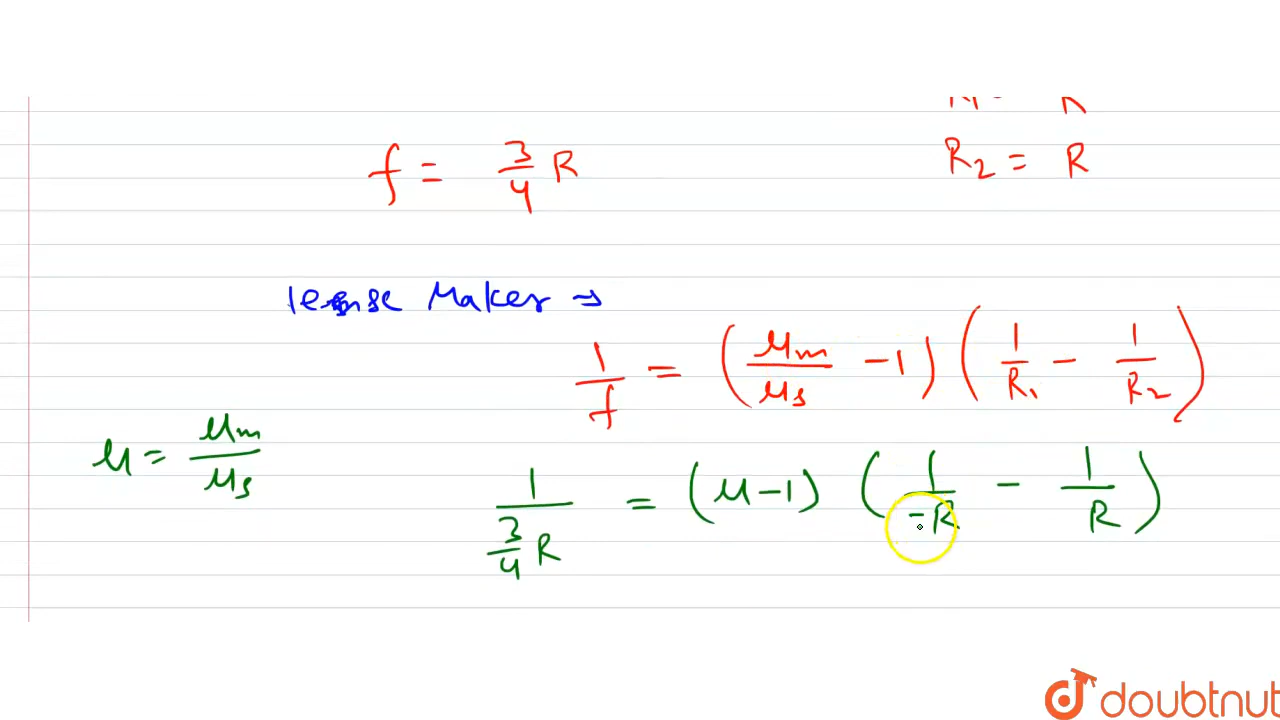 R₁ = R
f = 3/4 R
R₂ = R
lense Maker →
1/f = (μm/μs - 1) (1/R₁ - 1/R₂)
μ = μm/μs
1/(3/4 R) = (μ - 1) (1/-R - 1/R)
doubtnut